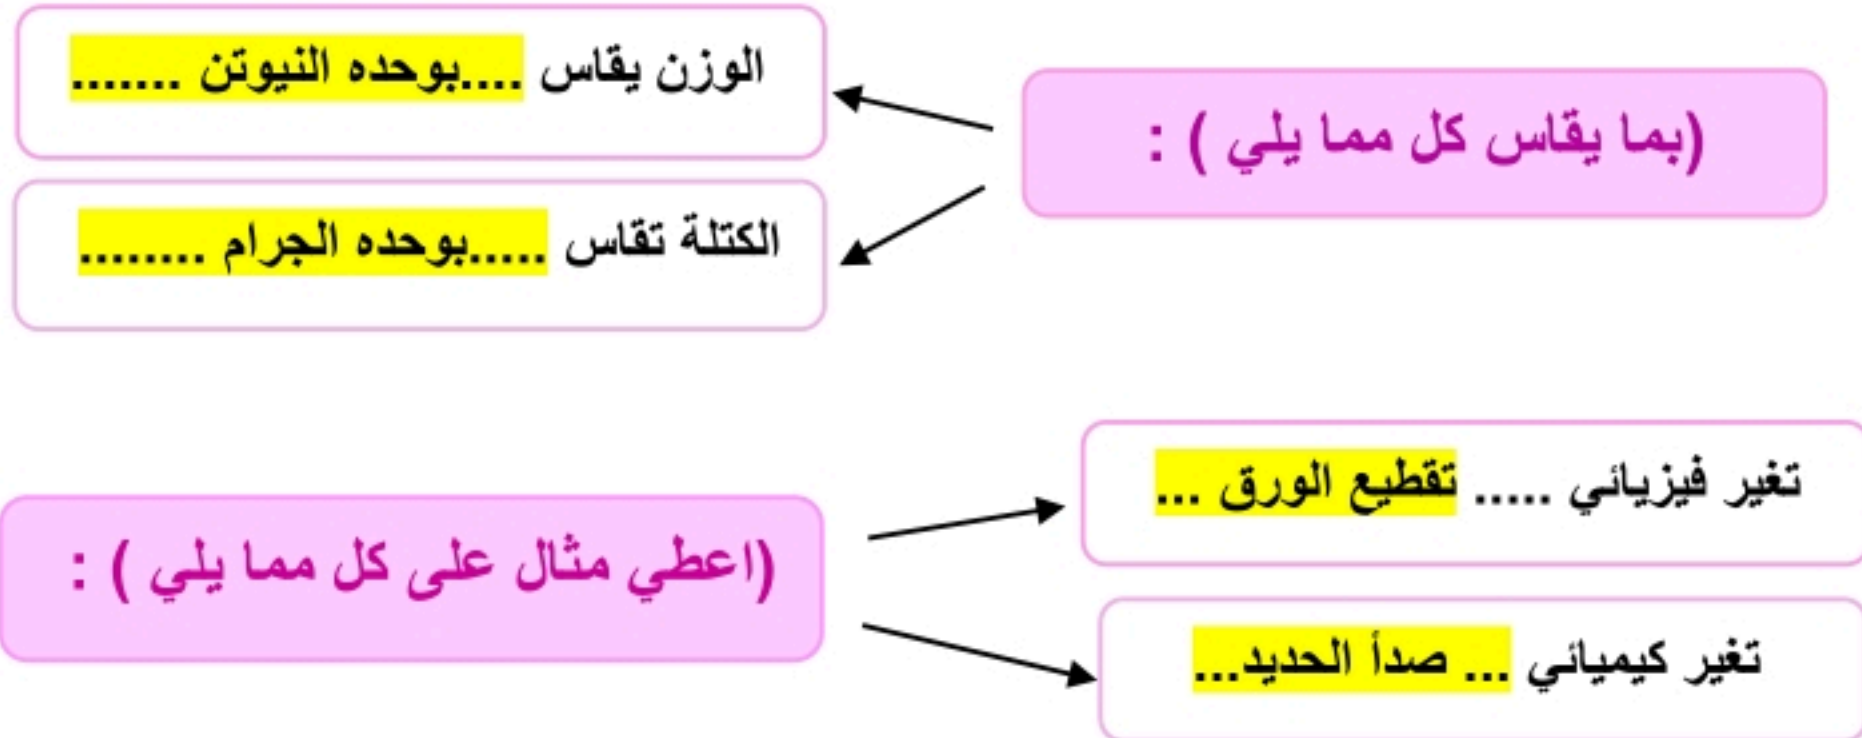 (بما يقاس كل مما يلي ) :
الوزن يقاس ....بوحده النيوتن .......
الكتلة تقاس .....بوحده الجرام ........
(اعطي مثال على كل مما يلي ) :
تغير فيزيائي ..... تقطيع الورق ...
تغير كيميائي ... صدأ الحديد...